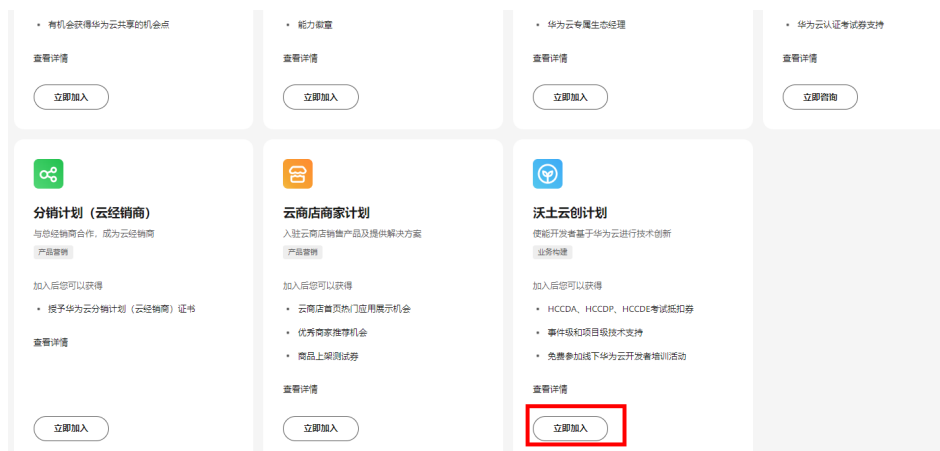 有机会获得华为云共享的机会点
能力徽章
华为云专属生态经理
华为云认证考试券支持
查看详情
查看详情
查看详情
查看详情
立即加入
立即加入
立即加入
立即咨询
分销计划（云经销商）
与总经销商合作，成为云经销商
产品营销
加入后您可以获得
授予华为云分销计划（云经销商）证书
查看详情
立即加入
云商店商家计划
入驻云商店销售产品及提供解决方案
产品营销
加入后您可以获得
云商店首页热门应用展示机会
优秀商家推荐机会
商品上架测试券
查看详情
立即加入
沃土云创计划
使能开发者基于华为云进行技术创新
业务构建
加入后您可以获得
HCCDA、HCCDP、HCCDE考试抵扣券
事件级和项目级技术支持
免费参加线下华为云开发者培训活动
查看详情
立即加入